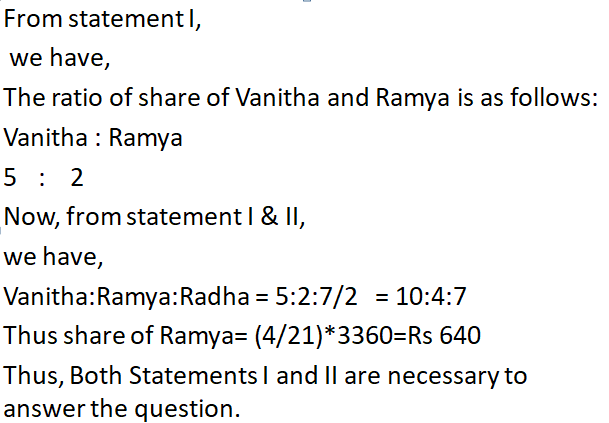 From statement I,
we have,
The ratio of share of Vanitha and Ramya is as follows:
Vanitha : Ramya
5 : 2
Now, from statement I & II,
we have,
Vanitha:Ramya:Radha = 5:2:7/2 = 10:4:7
Thus share of Ramya= (4/21)*3360=Rs 640
Thus, Both Statements I and II are necessary to
answer the question.